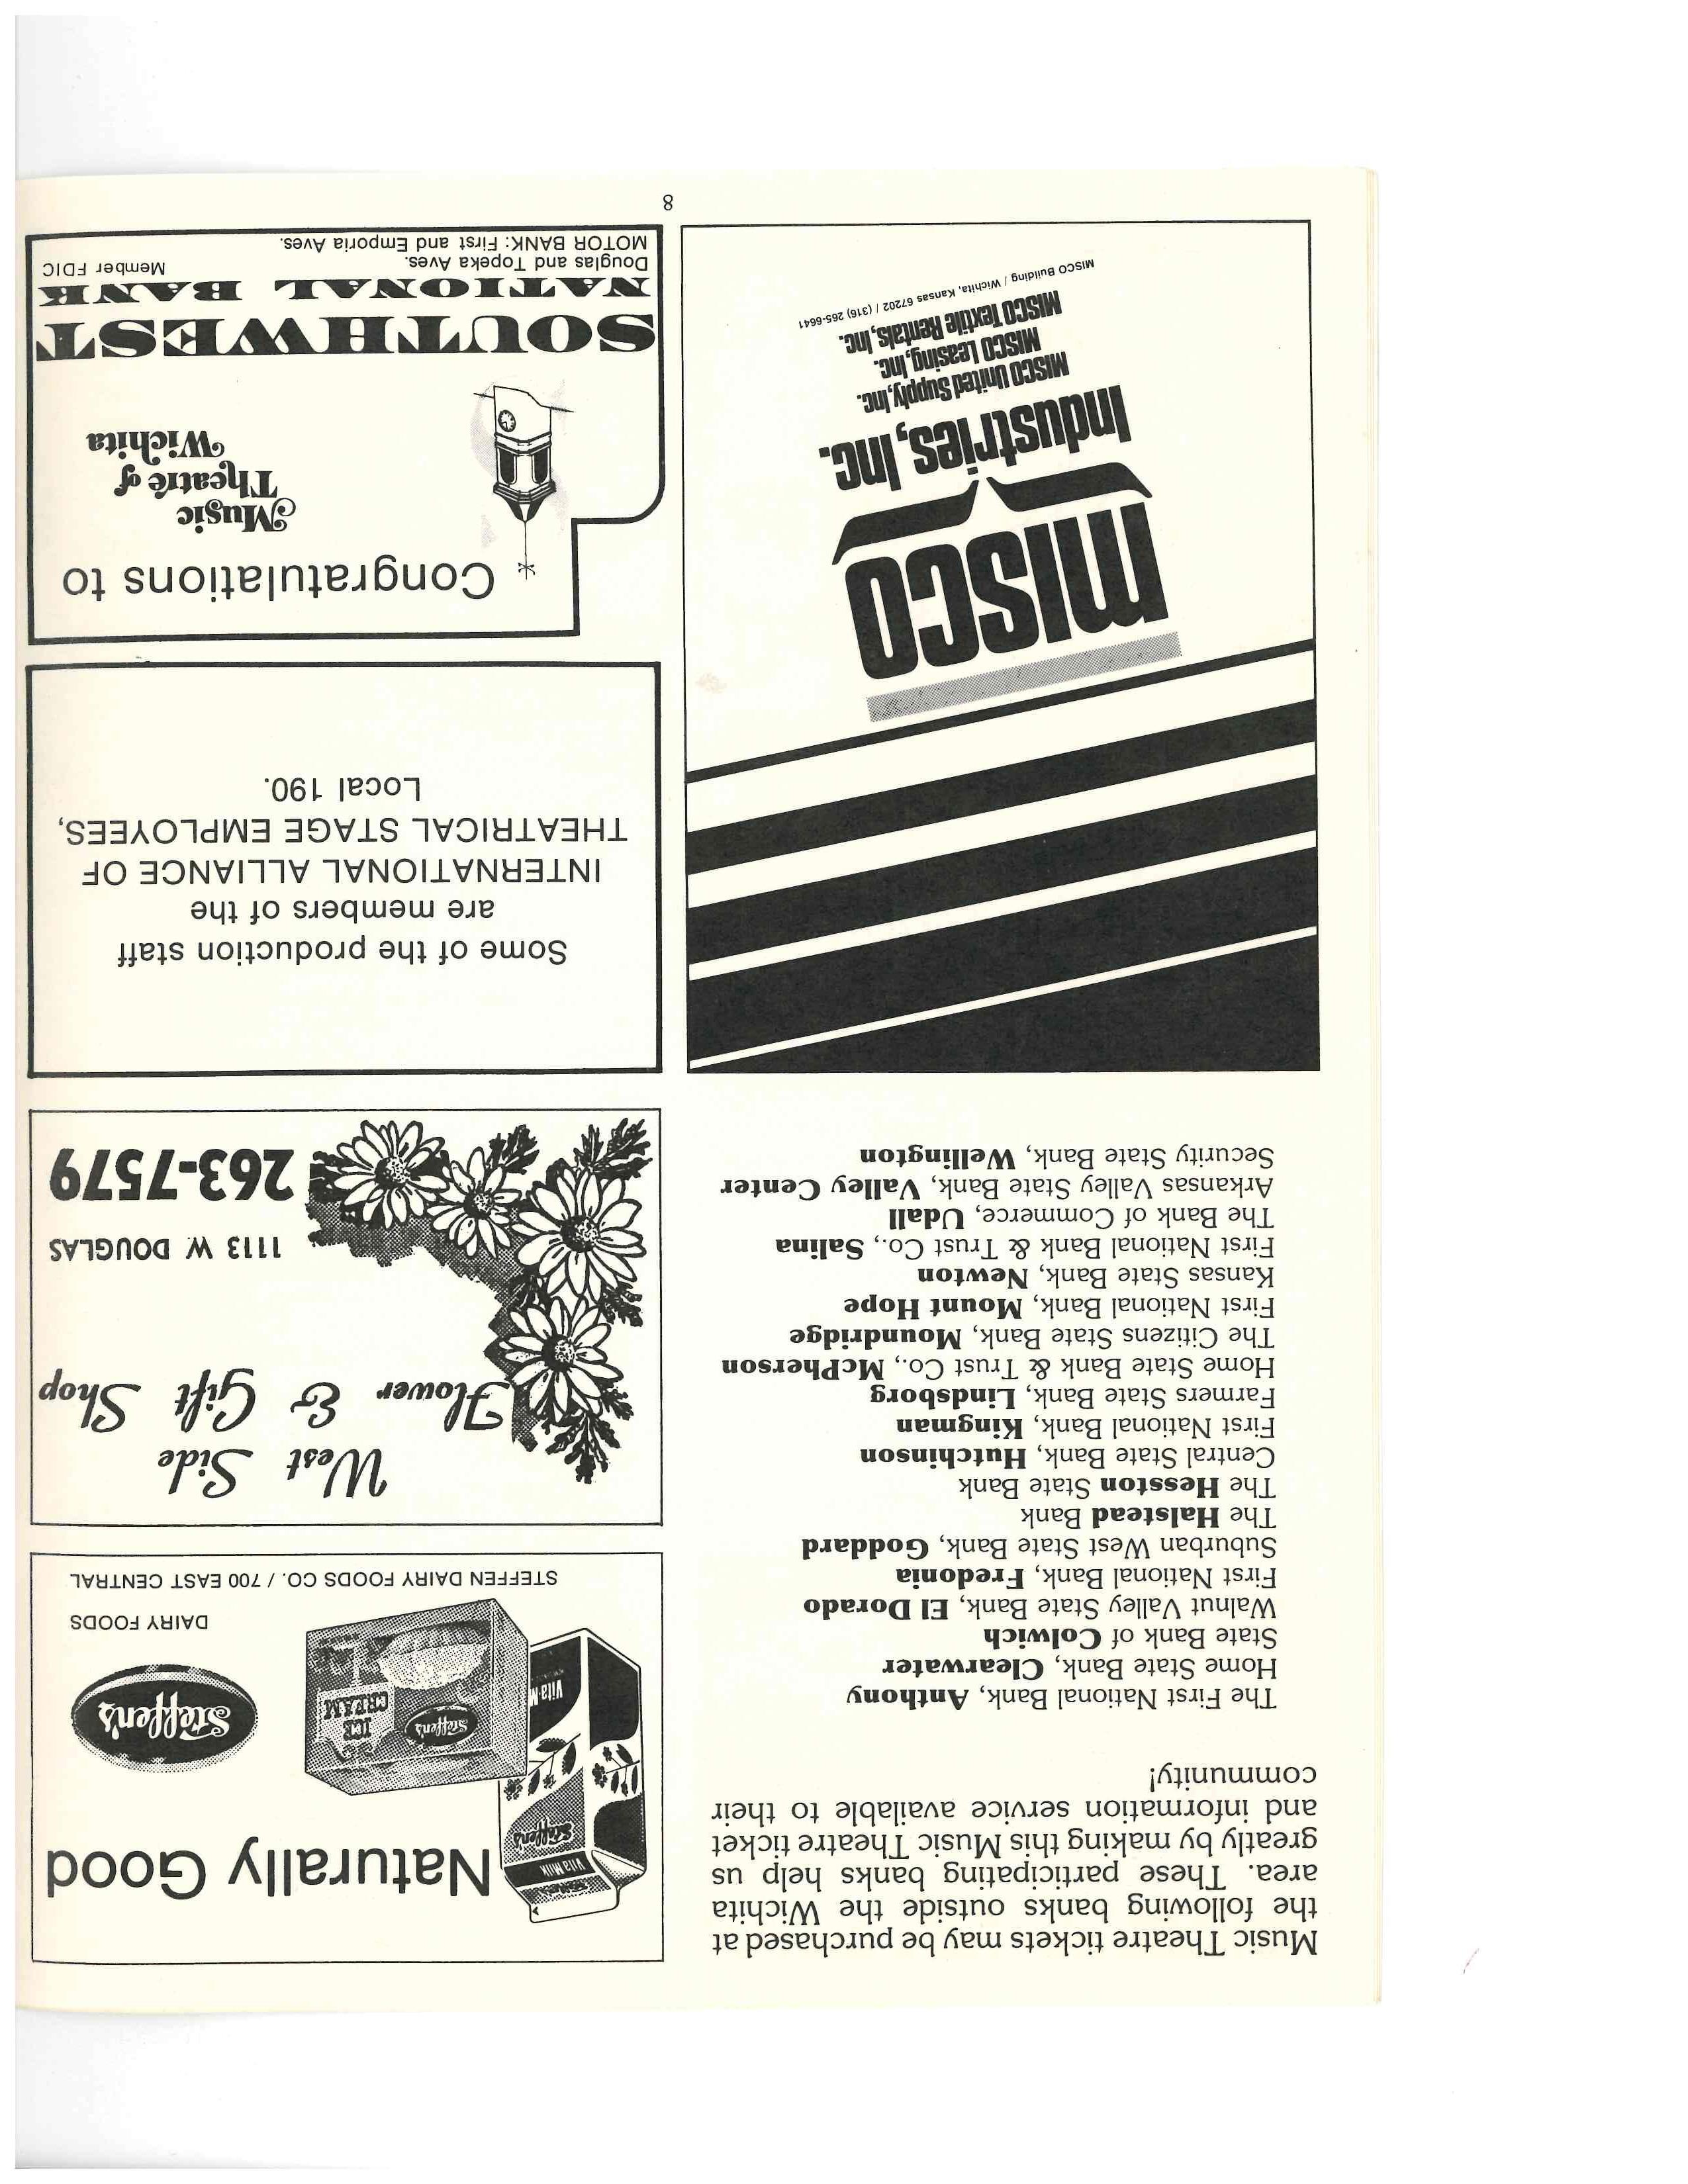 Music Theatre tickets may be purchased at
the following banks outside the Wichita
area. These participating banks help us
greatly by making this Music Theatre ticket
and information service available to their
community!
The First National Bank, Anthony
Home State Bank, Clearwater
State Bank of Colwich
Walnut Valley State Bank, El Dorado
First National Bank, Fredonia
Suburban West State Bank, Goddard
The Halstead Bank
The Hesston State Bank
Central State Bank, Hutchinson
First National Bank, Kingman
Farmers State Bank, Lindsborg
Home State Bank & Trust Co., McPherson
The Citizens State Bank, Moundridge
First National Bank, Mount Hope
Kansas State Bank, Newton
First National Bank & Trust Co., Salina
The Bank of Commerce, Udall
Arkansas Valley State Bank, Valley Center
Security State Bank, Wellington
misco
Industries, Inc.
MISCO United Supply, Inc.
MISCO Leasing, Inc.
MISCO Textile Rentals, Inc.
MISCO Building / Wichita, Kansas 67202 / (316) 265-6641
Naturally Good
Vita Milk
Steffen's
Vita-M
Steffen's
ICE
CREAM
Steffen's
DAIRY FOODS
STEFFEN DAIRY FOODS CO. / 700 EAST CENTRAL
West Side
Flower & Gift Shop
1113 W. DOUGLAS
263-7579
Some of the production staff
are members of the
INTERNATIONAL ALLIANCE OF
THEATRICAL STAGE EMPLOYEES,
Local 190.
Congratulations to
Music
Theatre of
Wichita
SOUTHWEST
NATIONAL BANK
Douglas and Topeka Aves.
Member FDIC
MOTOR BANK: First and Emporia Aves.
8